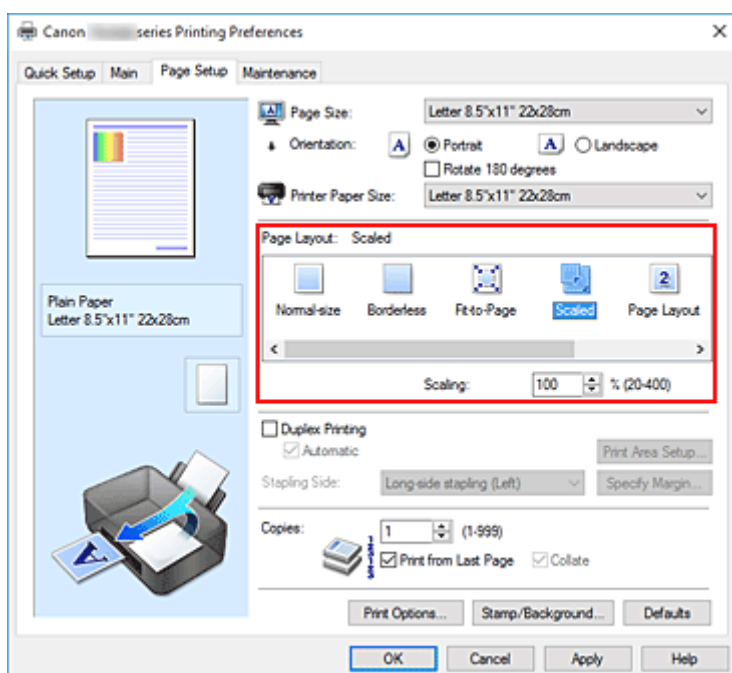 Canon series Printing Preferences
Quick Setup Main Page Setup Maintenance
Page Size: Letter 8.5"x11" 22x28cm
Orientation: A Portrait A Landscape
Rotate 180 degrees
Printer Paper Size: Letter 8.5"x11" 22x28cm
Page Layout: Scaled
Normal-size Borderless Fit-to-Page Scaled Page Layout
Scaling: 100 % (20-400)
Plain Paper
Letter 8.5"x11" 22x28cm
Duplex Printing
Automatic
Print Area Setup...
Stapling Side: Long-side stapling (Left) Specify Margin...
Copies: 1 (1-999)
Print from Last Page Collate
Print Options... Stamp/Background... Defaults
OK Cancel Apply Help